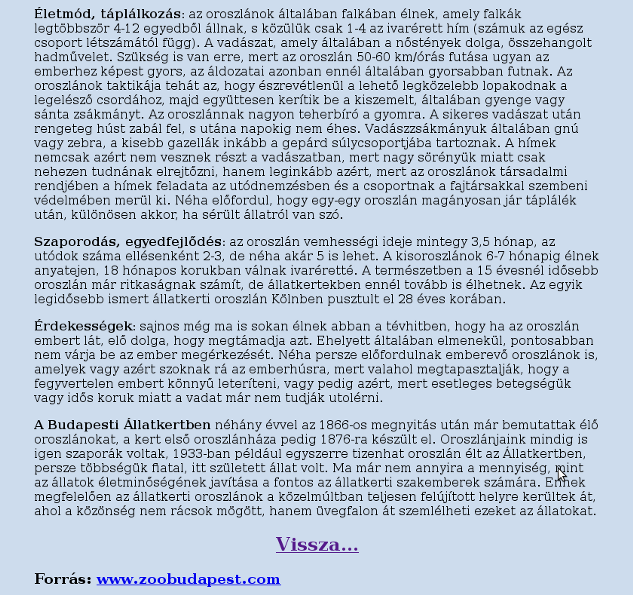 Életmód, táplálkozás: az oroszlánok általában falkában élnek, amely falkák
legtöbbször 4-12 egyedből állnak, s közülük csak 1-4 az ivarérett hím (számuk az egész
csoport létszámától függ). A vadászat, amely általában a nőstények dolga, összehangolt
hadművelet. Szükség is van erre, mert az oroszlán 50-60 km/órás futása ugyan az
emberhez képest gyors, az áldozatai azonban ennél általában gyorsabban futnak. Az
oroszlánok taktikája tehát az, hogy észrevétlenül a lehető legközelebb lopakodnak a
legelésző csordához, majd együttesen kerítik be a kiszemelt, általában gyenge vagy
sánta zsákmányt. Az oroszlánnak nagyon teherbíró a gyomra. A sikeres vadászat után
rengeteg húst zabál fel, s utána napokig nem éhes. Vadászzsákmányuk általában gnú
vagy zebra, a kisebb gazellák inkább a gepárd súlycsoportjába tartoznak. A hímek
nemcsak azért nem vesznek részt a vadászatban, mert nagy sörényük miatt csak
nehezen tudnának elrejtőzni, hanem leginkább azért, mert az oroszlánok társadalmi
rendjében a hímek feladata az utódnemzésben és a csoportnak a fajtársakkal szembeni
védelmében merül ki. Néha előfordul, hogy egy-egy oroszlán magányosan jár táplálék
után, különösen akkor, ha sérült állatról van szó.
Szaporodás, egyedfejlődés: az oroszlán vemhességi ideje mintegy 3,5 hónap, az
utódok száma ellésenként 2-3, de néha akár 5 is lehet. A kisoroszlánok 6-7 hónapig élnek
anyatejen, 18 hónapos korukban válnak ivaréretté. A természetben a 15 évesnél idősebb
oroszlán már ritkaságnak számít, de állatkertekben ennél tovább is élhetnek. Az egyik
legidősebb ismert állatkerti oroszlán Kölnben pusztult el 28 éves korában.
Érdekességek: sajnos még ma is sokan élnek abban a tévhitben, hogy ha az oroszlán
embert lát, elő dolga, hogy megtámadja azt. Ehelyett általában elmenekül, pontosabban
nem várja be az ember megérkezését. Néha persze előfordulnak emberevő oroszlánok is,
amelyek vagy azért szoknak rá az emberhúsra, mert valahol megtapasztalják, hogy a
fegyvertelen embert könnyű leteríteni, vagy pedig azért, mert esetleges betegségük
vagy idős koruk miatt a vadat már nem tudják utolérni.
A Budapesti Állatkertben néhány évvel az 1866-os megnyitás után már bemutattak élő
oroszlánokat, a kert első oroszlánháza pedig 1876-ra készült el. Oroszlánjaink mindig is
igen szaporák voltak, 1933-ban például egyszerre tizenhat oroszlán élt az Állatkertben,
persze többségük fiatal, itt született állat volt. Ma már nem annyira a mennyiség, mint
az állatok életminőségének javítása a fontos az állatkerti szakemberek számára. Ennek
megfelelően az állatkerti oroszlánok a közelmúltban teljesen felújított helyre kerültek át,
ahol a közönség nem rácsok mögött, hanem üvegfalon át szemlélheti ezeket az állatokat.
Vissza...
Forrás: www.zoobudapest.com